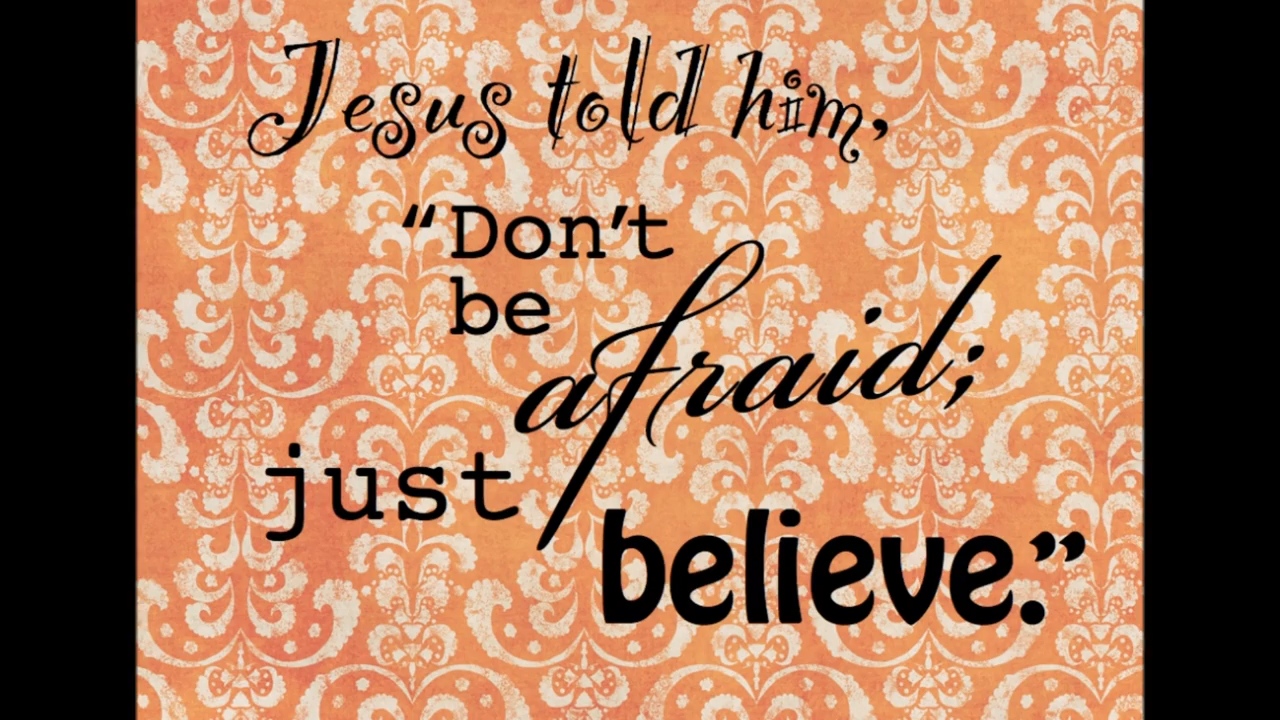 Jesus told him,
“Don’t
be
afraid;
just
believe.”